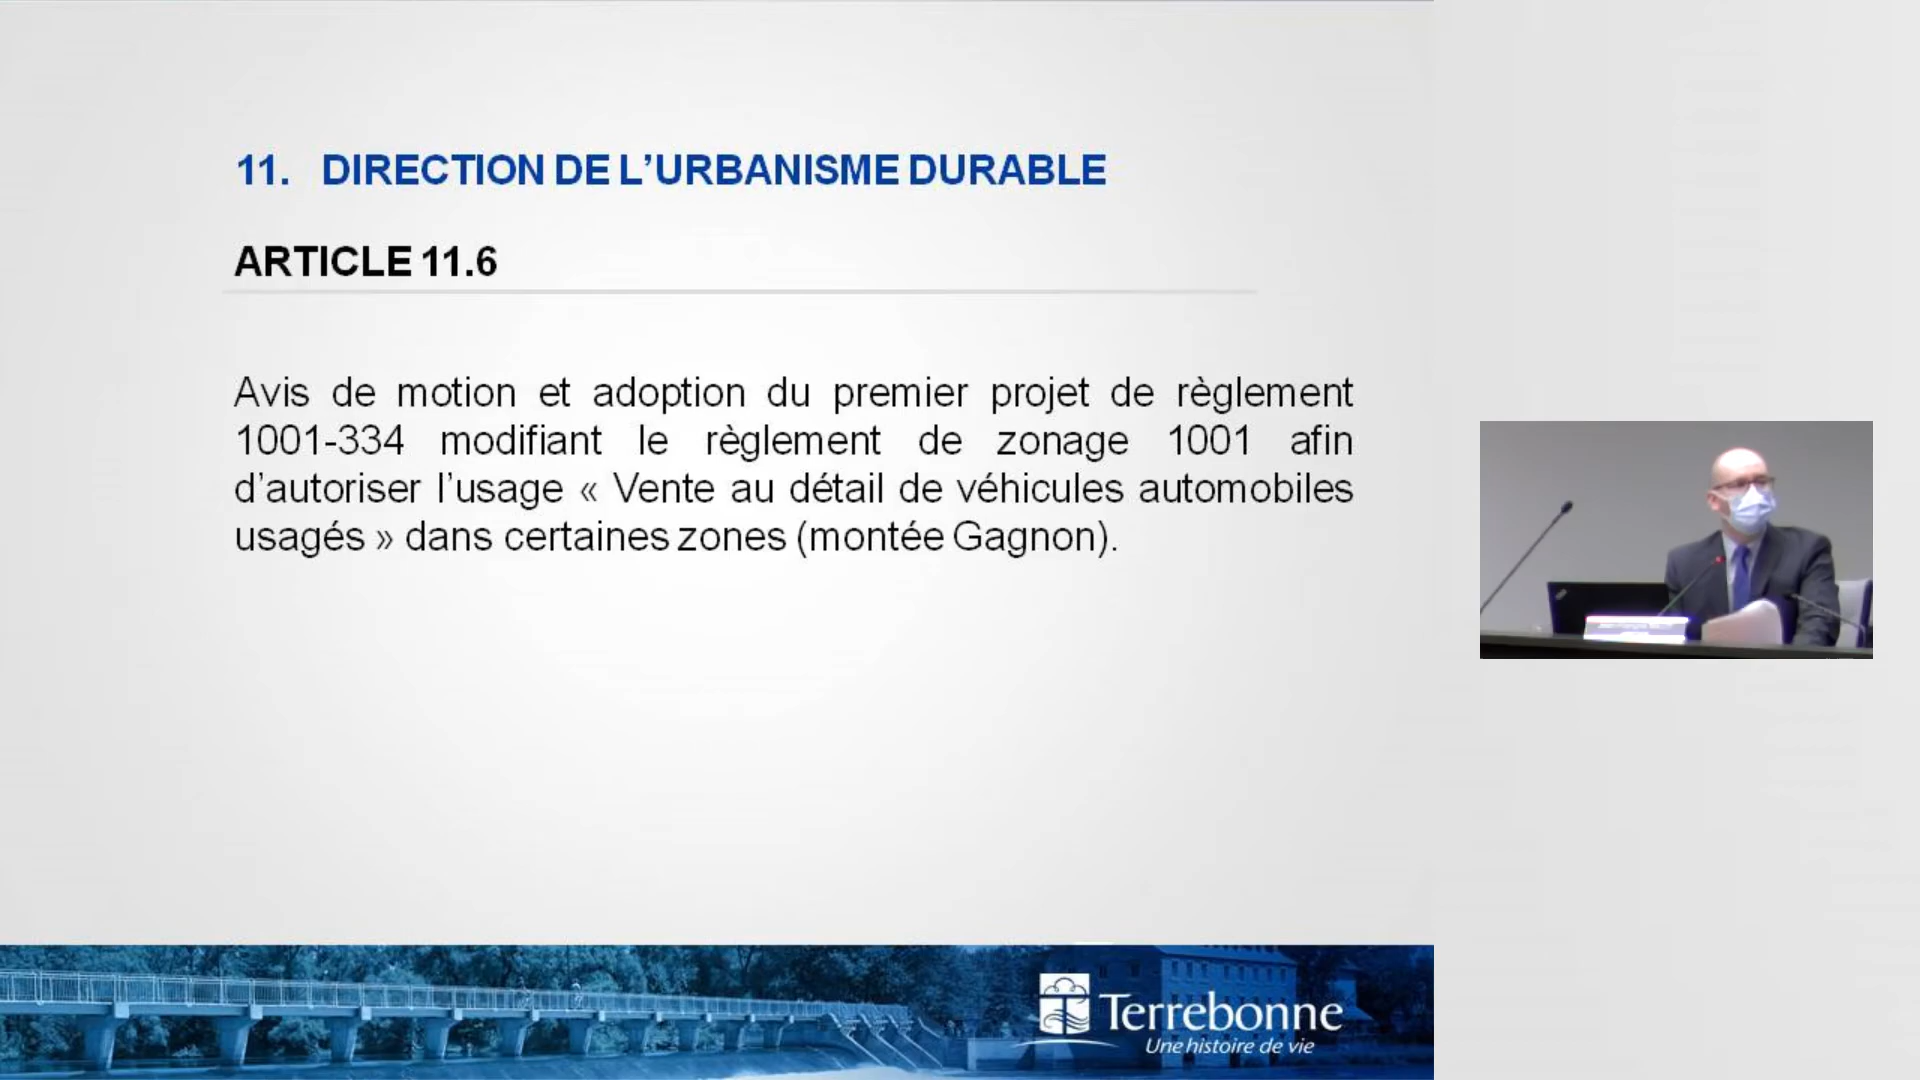 11. DIRECTION DE L’URBANISME DURABLE
ARTICLE 11.6
Avis de motion et adoption du premier projet de règlement
1001-334 modifiant le règlement de zonage 1001 afin
d’autoriser l’usage « Vente au détail de véhicules automobiles
usagés » dans certaines zones (montée Gagnon).
Terrebonne
Une histoire de vie